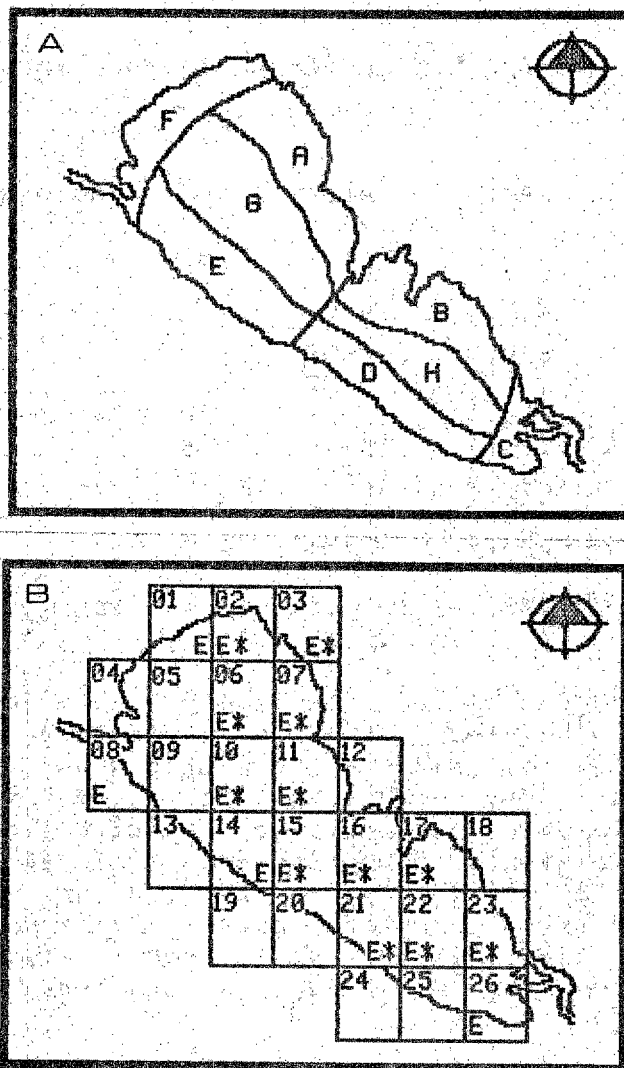 A
F
A
G
E
B
D
H
C
B
01 02 03
E E* E*
04 05 06 07
E* E*
08 09 10 11 12
E E* E*
13 14 15 16 17 18
E E* E* E*
19 20 21 22 23
E* E* E*
24 25 26
E